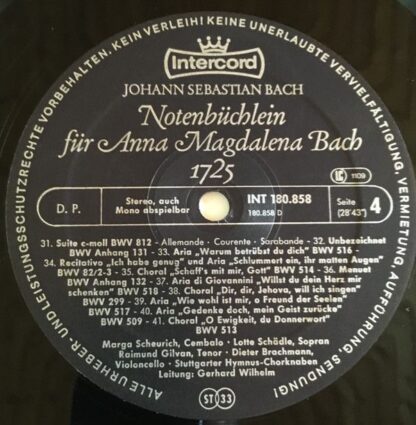 ALLE URHEBER- UND LEISTUNGSSCHUTZRECHTE VORBEHALTEN. KEIN VERLEIH! KEINE UNERLAUBTE VERVIELFÄLTIGUNG, VERMIETUNG, AUFFÜHRUNG, SENDUNG!
Intercord
JOHANN SEBASTIAN BACH
Notenbüchlein
für Anna Magdalena Bach
1725
LC 1109
D. P.
Stereo, auch
Mono abspielbar
INT 180.858
180.858 D
Seite
(28'43")
4
31. Suite c-moll BWV 812 - Allemande - Courente - Sarabande - 32. Unbezeichnet
BWV Anhang 131 - 33. Aria "Warum betrübst du dich" BWV 516 -
34. Recitativo „Ich habe genug" und Aria „Schlummert ein, ihr matten Augen"
BWV 82/2-3 - 35. Choral "Schaff's mit mir, Gott" BWV 514 - 36. Menuet
BWV Anhang 132 - 37. Aria di Giovannini „Willst du dein Herz mir
schenken" BWV 518 - 38. Choral „Dir, dir, Jehova, will ich singen"
BWV 299 - 39. Aria „Wie wohl ist mir, o Freund der Seelen"
BWV 517 - 40. Aria „Gedenke doch, mein Geist zurücke"
BWV 509 - 41. Choral "O Ewigkeit, du Donnerwort"
BWV 513
Marga Scheurich, Cembalo - Lotte Schädle, Sopran
Raimund Gilvan, Tenor - Dieter Brachmann,
Violoncello - Stuttgarter Hymnus-Chorknaben
Leitung: Gerhard Wilhelm
ST 33